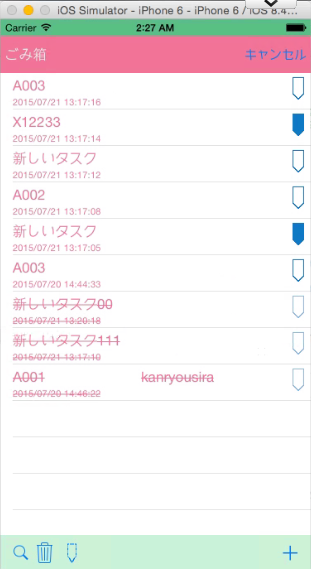 iOS Simulator - iPhone 6 - iPhone 6 / iOS 8.4...
Carrier 2:27 AM
ごみ箱 キャンセル
A003
2015/07/21 13:17:16
X12233
2015/07/21 13:17:14
新しいタスク
2015/07/21 13:17:12
A002
2015/07/21 13:17:08
新しいタスク
2015/07/21 13:17:05
A003
2015/07/20 14:44:33
新しいタスク00
2015/07/21 13:20:18
新しいタスク111
2015/07/21 13:17:10
A001 kanryousira
2015/07/20 14:46:22